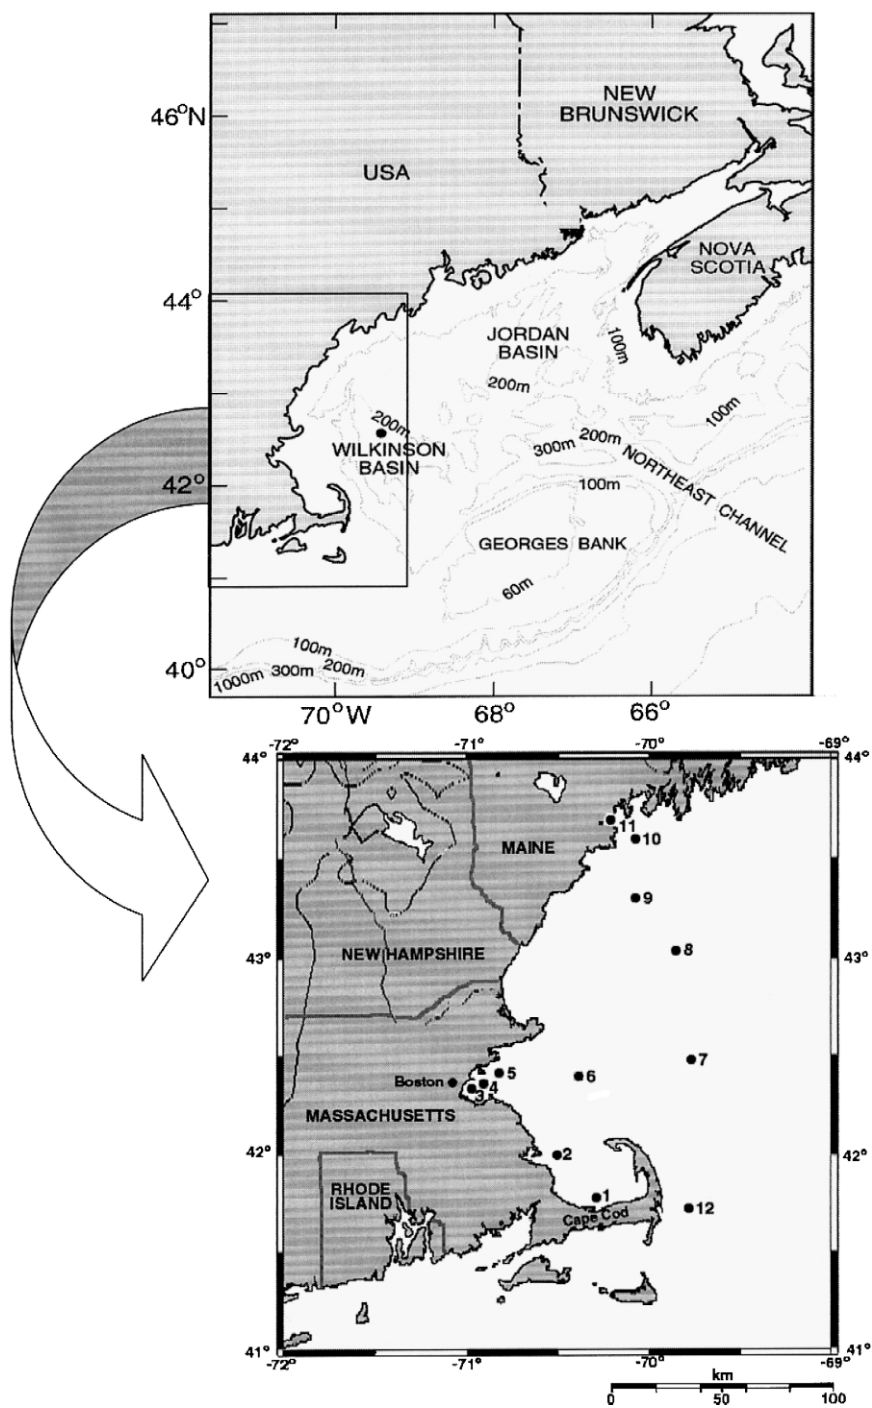 46°N
NEW
BRUNSWICK
USA
NOVA
SCOTIA
44°
JORDAN
BASIN
100m
200m
100m
200m
WILKINSON
BASIN
200m
300m
NORTHEAST CHANNEL
42°
100m
GEORGES BANK
60m
100m
40°
1000m 300m 200m
70°W 68° 66°
-72° -71° -70° -69°
44° 44°
11
10
MAINE
9
NEW HAMPSHIRE
8
43° 43°
7
5
6
Boston
4
3
MASSACHUSETTS
42° 2 42°
RHODE
ISLAND
1
12
Cape Cod
41° 41°
-72° -71° -70° -69°
km
0 50 100